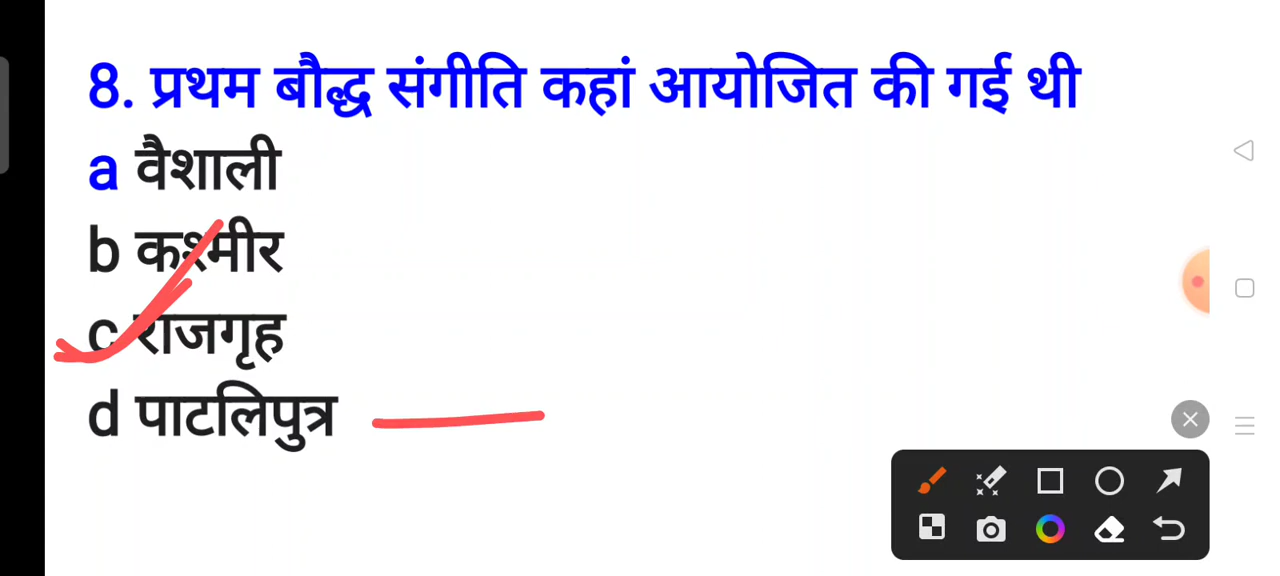 8. प्रथम बौद्ध संगीति कहां आयोजित की गई थी
a वैशाली
b कश्मीर
c राजगृह
d पाटलिपुत्र